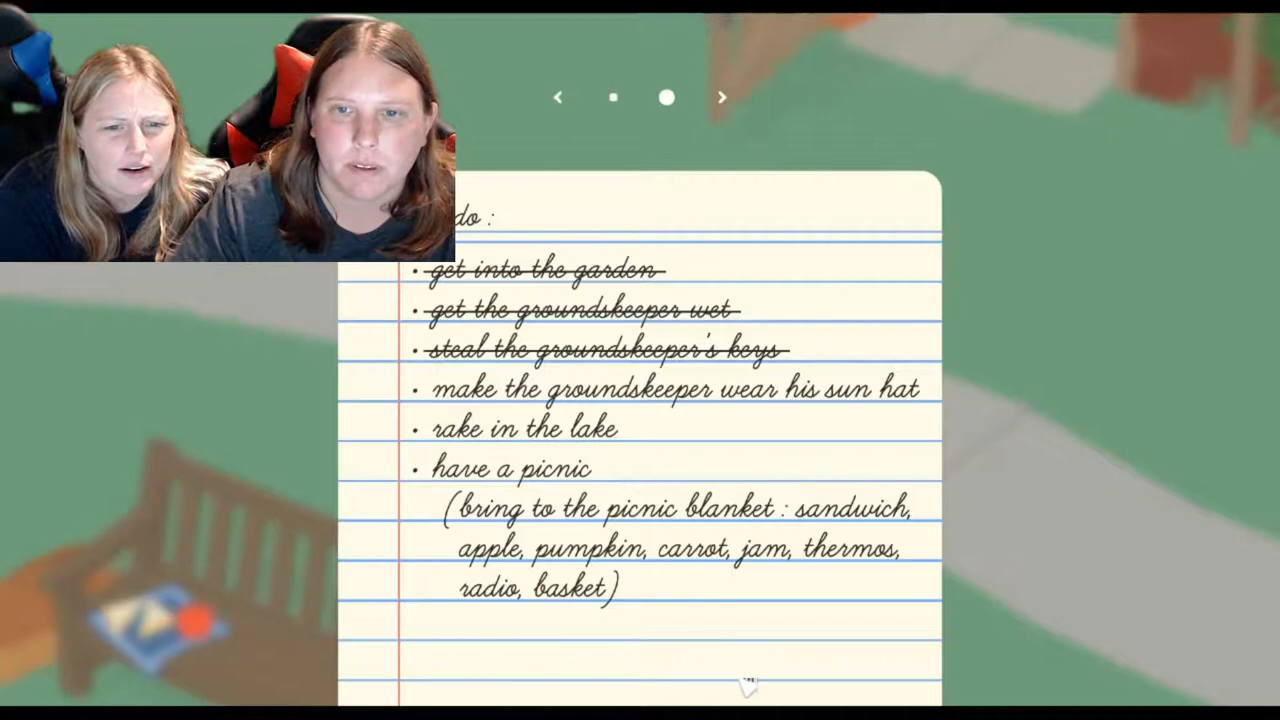 do :
• get into the garden
• get the groundskeeper wet
• steal the groundskeeper's keys
• make the groundskeeper wear his sun hat
• rake in the lake
• have a picnic
(bring to the picnic blanket : sandwich,
apple, pumpkin, carrot, jam, thermos,
radio, basket)